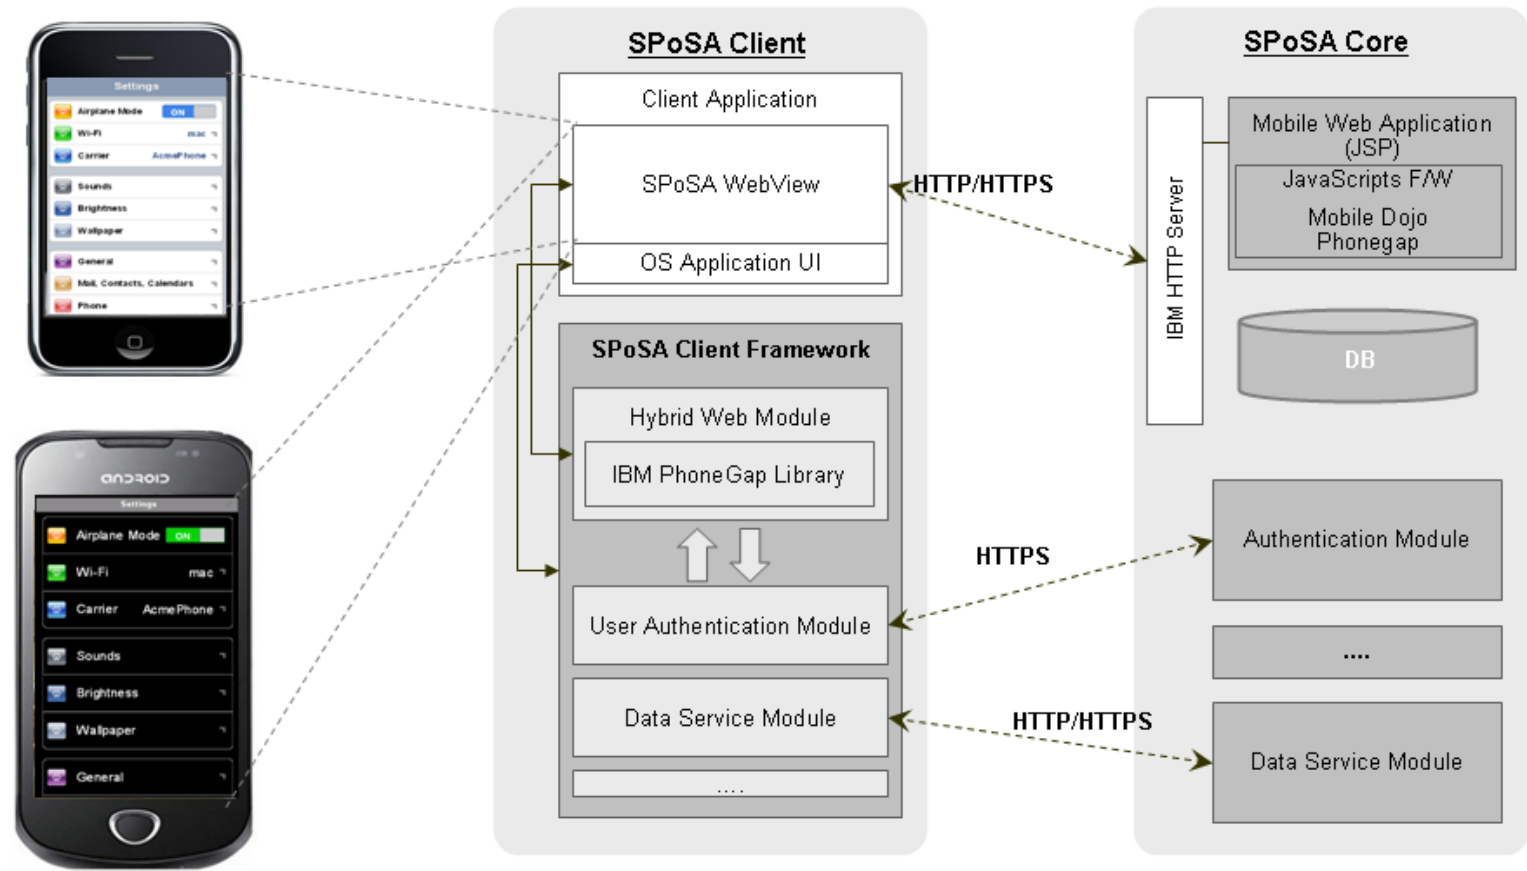 Settings
Airplane Mode ON
Wi-Fi mac
Carrier AcmePhone
Sounds
Brightness
Wallpaper
General
Mail, Contacts, Calendars
Phone
ANDROID
Settings
Airplane Mode ON
Wi-Fi mac
Carrier AcmePhone
Sounds
Brightness
Wallpaper
General
SPoSA Client
Client Application
SPoSA WebView
OS Application UI
SPoSA Client Framework
Hybrid Web Module
IBM PhoneGap Library
User Authentication Module
Data Service Module
....
HTTP/HTTPS
HTTPS
HTTP/HTTPS
SPoSA Core
IBM HTTP Server
Mobile Web Application
(JSP)
JavaScripts F/W
Mobile Dojo
Phonegap
DB
Authentication Module
....
Data Service Module